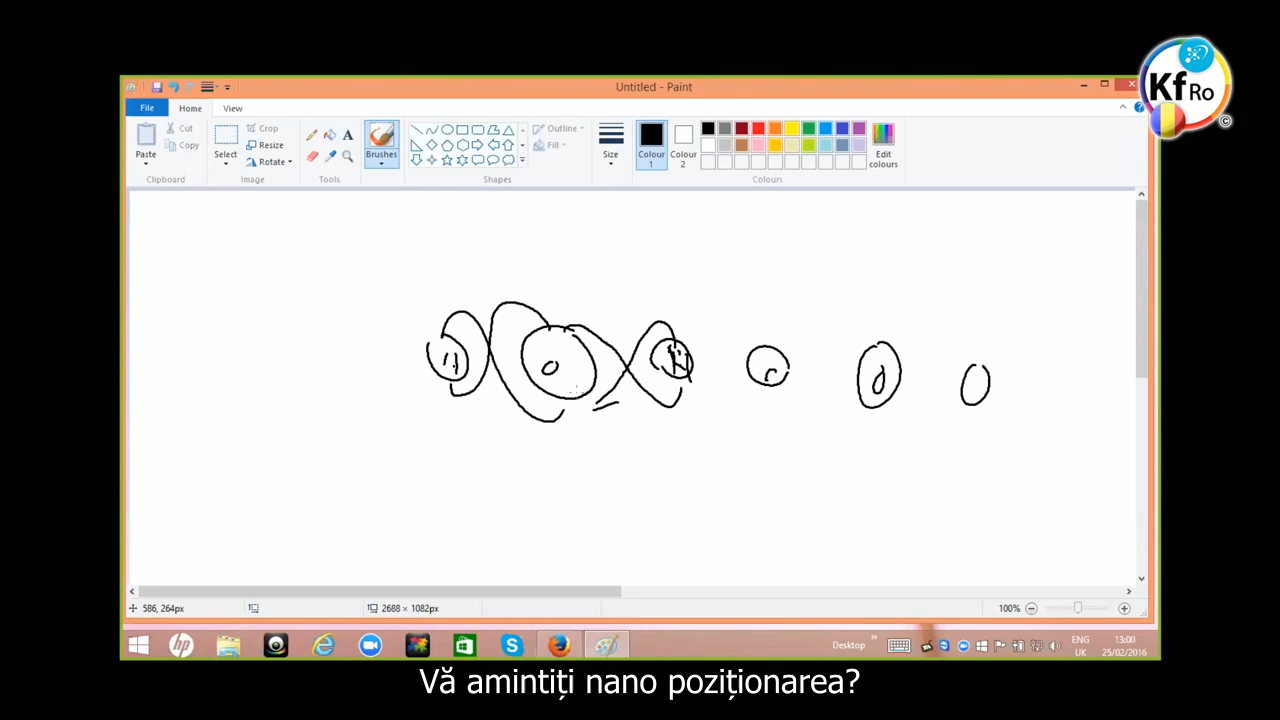 Kf Ro
©
Untitled - Paint
File Home View
Cut
Copy
Paste
Clipboard
Crop
Resize
Rotate
Select
Image
Tools
Brushes
Outline
Fill
Shapes
Size
Colour 1
Colour 2
Edit colours
Colours
H
586, 264px
2688 × 1082px
100%
Desktop
ENG
UK
13:00
25/02/2016
Vă amintiți nano poziționarea?